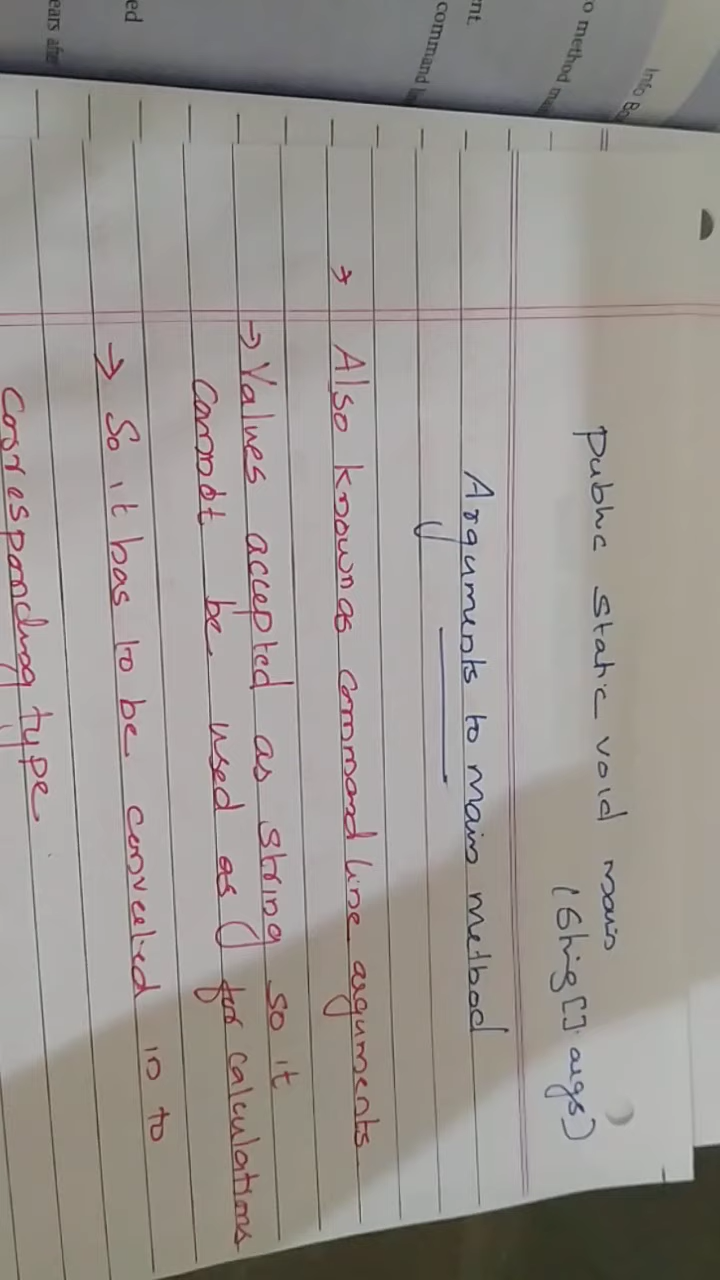 Info Bo
o method mai
nt.
command li
ed
ears afte
public static void main
(String[] args)
Arguments to main method
* Also known as command line arguments.
→ Values accepted as string so it
cannot be used as for calculations
→ So it has to be converted in to
corresponding type